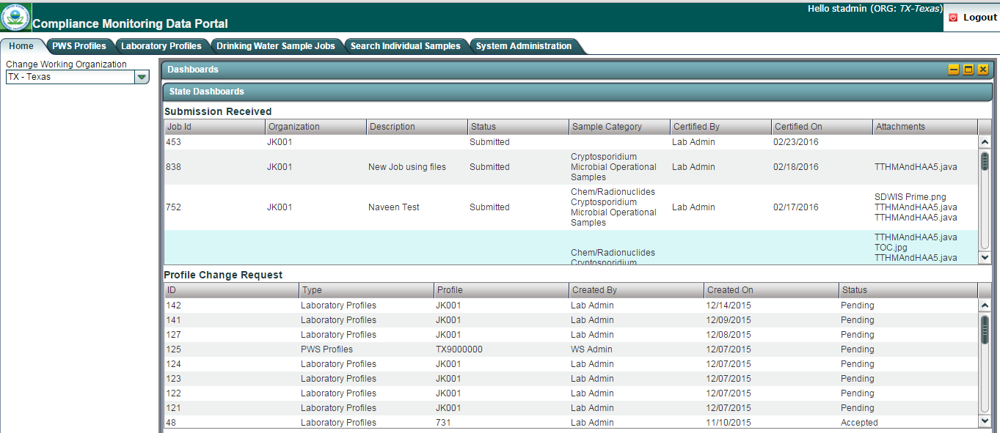 Hello stadmin (ORG: TX-Texas)
Logout
Compliance Monitoring Data Portal
Home PWS Profiles Laboratory Profiles Drinking Water Sample Jobs Search Individual Samples System Administration
Change Working Organization
TX - Texas
Dashboards
State Dashboards
Submission Received
Job Id Organization Description Status Sample Category Certified By Certified On Attachments
453 JK001 Submitted Lab Admin 02/23/2016
Cryptosporidium
838 JK001 New Job using files Submitted Microbial Operational Lab Admin 02/18/2016 TTHMAndHAA5.java
Samples
Chem/Radionuclides
Cryptosporidium SDWIS Prime.png
752 JK001 Naveen Test Submitted Microbial Operational Lab Admin 02/17/2016 TTHMAndHAA5.java
Samples TTHMAndHAA5.java
TTHMAndHAA5.java
TOC.jpg
Chem/Radionuclides TTHMAndHAA5.java
Cryptosporidium
Profile Change Request
ID Type Profile Created By Created On Status
142 Laboratory Profiles JK001 Lab Admin 12/14/2015 Pending
141 Laboratory Profiles JK001 Lab Admin 12/09/2015 Pending
127 Laboratory Profiles JK001 Lab Admin 12/08/2015 Pending
125 PWS Profiles TX9000000 WS Admin 12/07/2015 Pending
124 Laboratory Profiles JK001 Lab Admin 12/07/2015 Pending
123 Laboratory Profiles JK001 Lab Admin 12/07/2015 Pending
122 Laboratory Profiles JK001 Lab Admin 12/07/2015 Pending
121 Laboratory Profiles JK001 Lab Admin 12/07/2015 Pending
48 Laboratory Profiles 731 Lab Admin 11/10/2015 Accepted